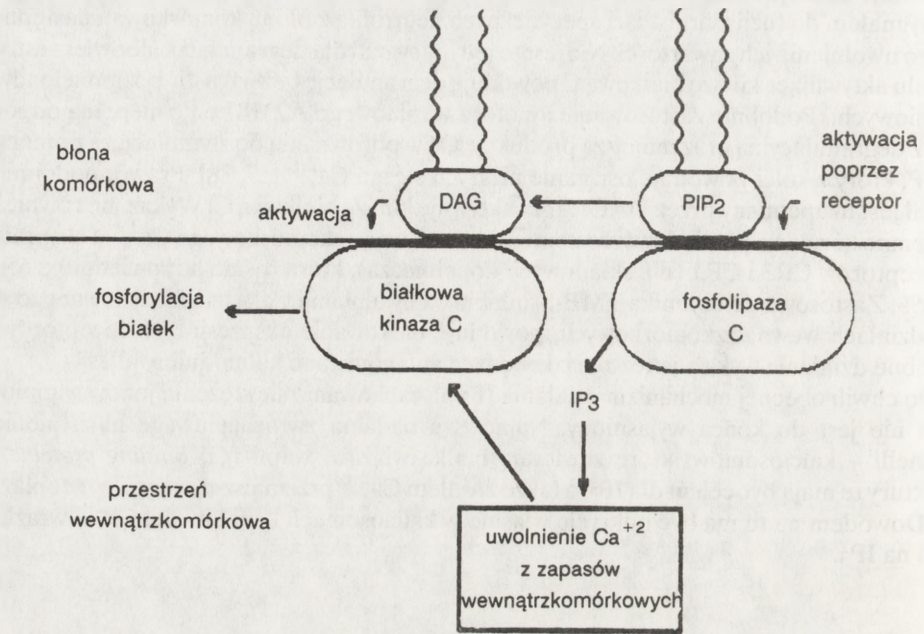 błona
komórkowa
aktywacja
DAG
PIP2
aktywacja
poprzez
receptor
fosforylacja
białek
białkowa
kinaza C
fosfolipaza
C
IP3
przestrzeń
wewnątrzkomórkowa
uwolnienie Ca+2
z zapasów
wewnątrzkomórkowych